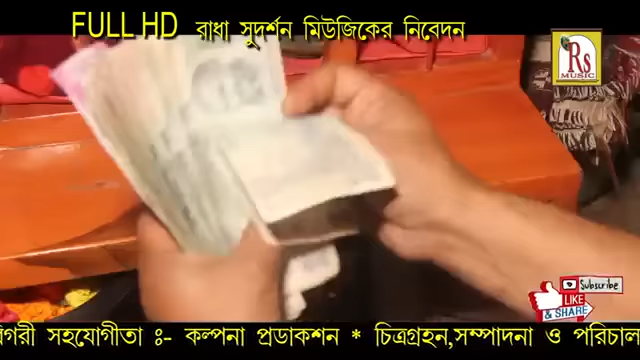 FULL HD রাধা সুদর্শন মিউজিকের নিবেদন
Rs
MUSIC
Subscribe
LIKE
& SHARE
সহযোগীতা ঃ- কল্পনা প্রডাকশন * চিত্রগ্রহন,সম্পাদনা ও